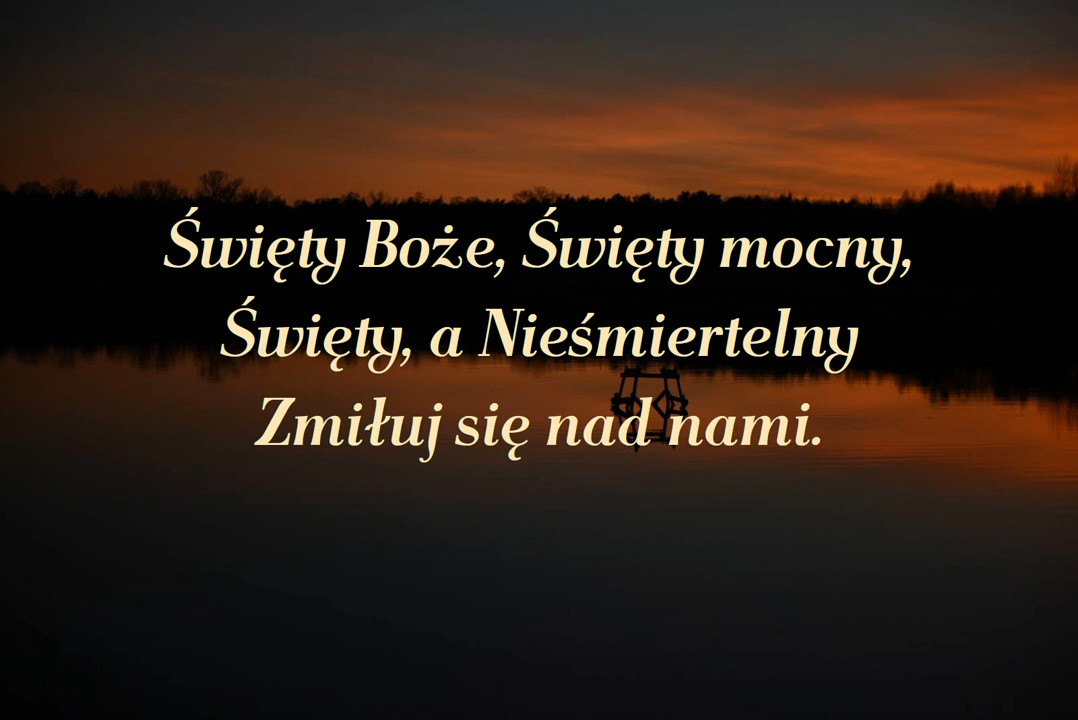 Święty Boże, Święty mocny,
Święty, a Nieśmiertelny
Zmiłuj się nad nami.